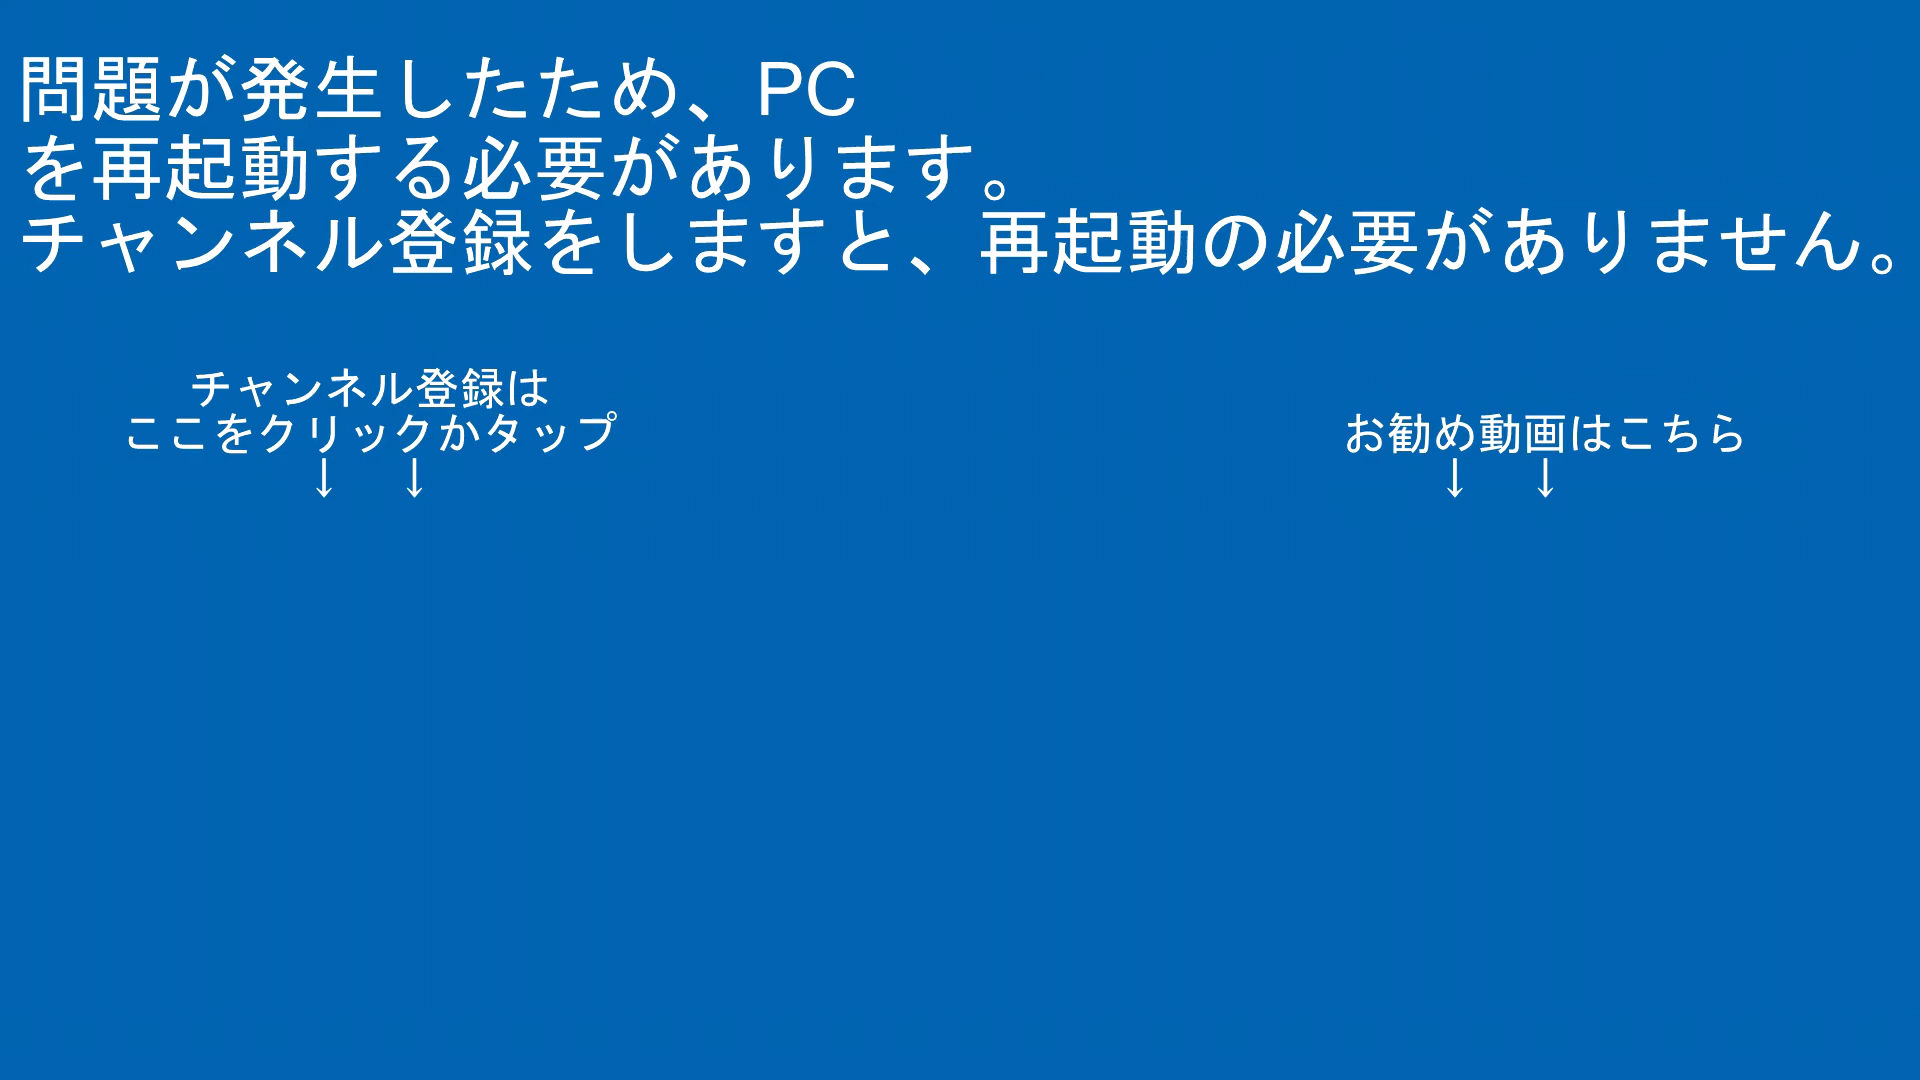 問題が発生したため、PC
を再起動する必要があります。
チャンネル登録をしますと、再起動の必要がありません。
チャンネル登録は
ここをクリックかタップ
↓　↓
お勧め動画はこちら
↓　↓